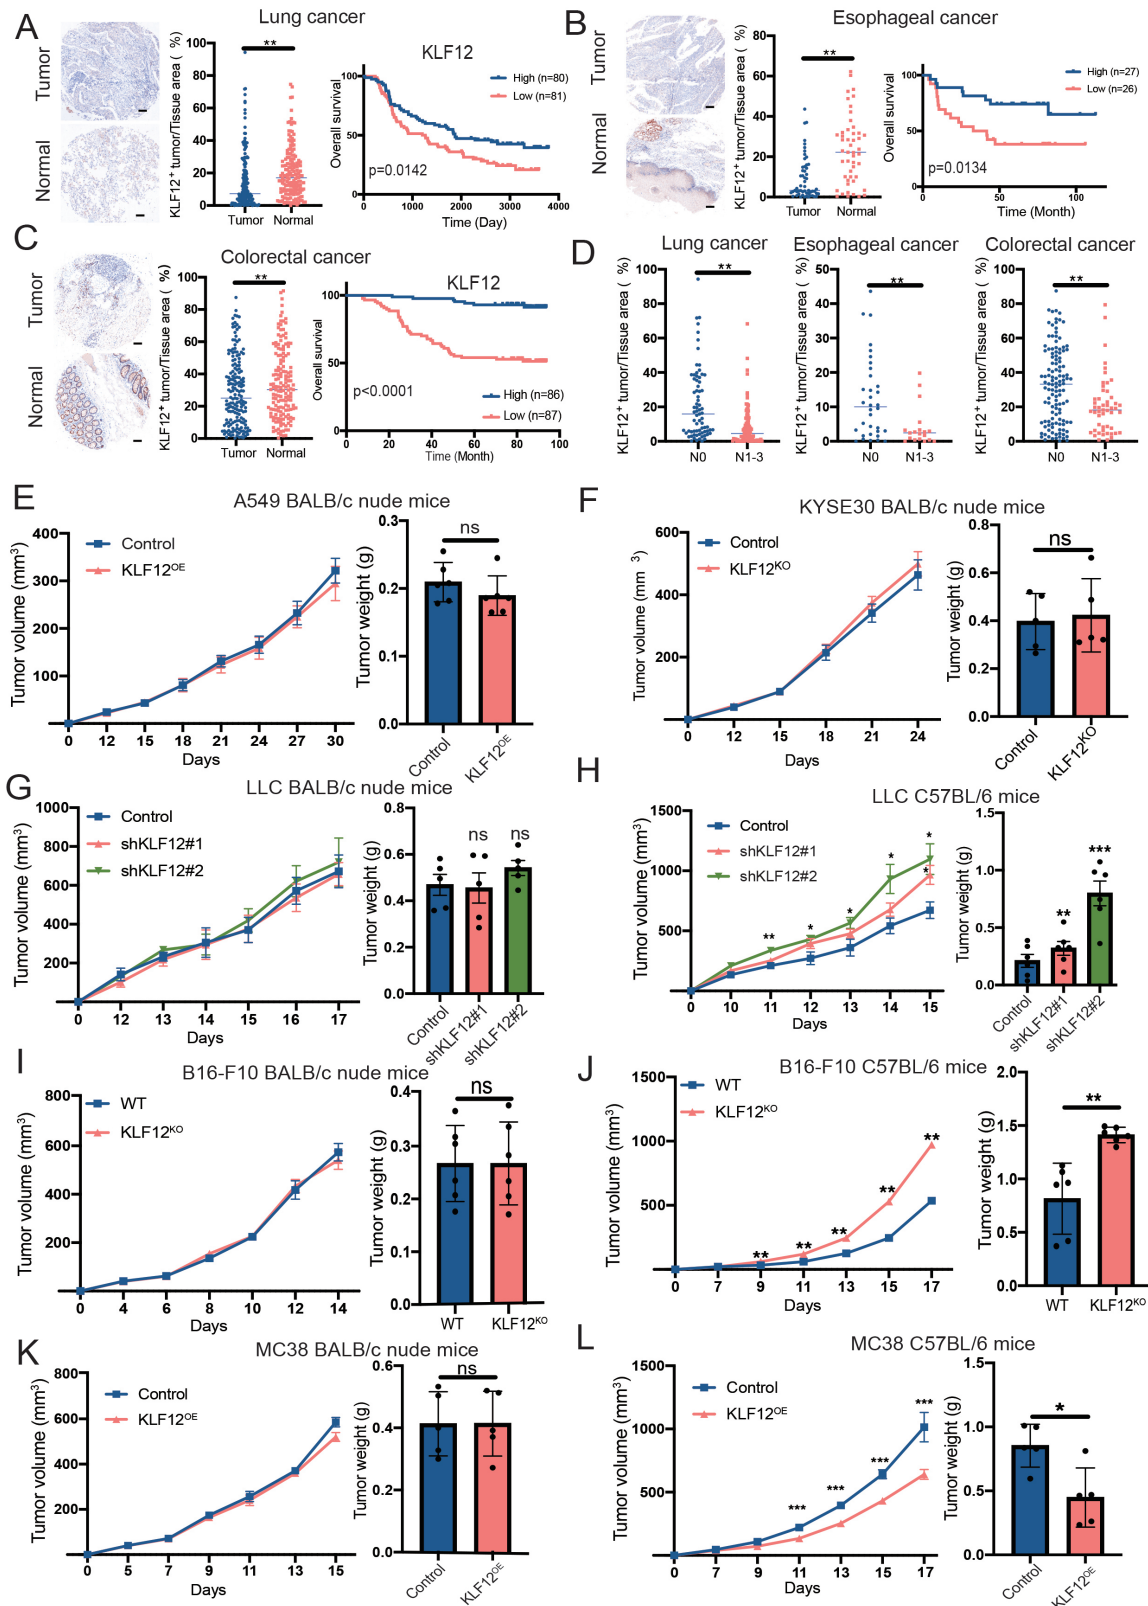 A
Lung cancer
Tumor
Normal
KLF12⁺ tumor/Tissue area ( %)
100
80
60
40
20
0
**
Tumor Normal
KLF12
Overall survival
100
50
0
High (n=80)
Low (n=81)
p=0.0142
0 1000 2000 3000 4000
Time (Day)
B
Esophageal cancer
Tumor
Normal
KLF12⁺ tumor/Tissue area ( %)
80
60
40
20
0
**
Tumor Normal
Overall survival
100
50
0
High (n=27)
Low (n=26)
p=0.0134
0 50 100
Time (Month)
C
Colorectal cancer
Tumor
Normal
KLF12⁺ tumor/Tissue area ( %)
100
80
60
40
20
0
**
Tumor Normal
KLF12
Overall survival
100
50
0
p<0.0001
High (n=86)
Low (n=87)
0 20 40 60 80 100
Time (Month)
D
Lung cancer
KLF12⁺ tumor/Tissue area ( %)
100
80
60
40
20
0
**
N0 N1-3
Esophageal cancer
KLF12⁺ tumor/Tissue area ( %)
50
40
30
20
10
0
**
N0 N1-3
Colorectal cancer
KLF12⁺ tumor/Tissue area ( %)
100
80
60
40
20
0
**
N0 N1-3
E
A549 BALB/c nude mice
Tumor volume (mm³)
400
300
200
100
Control
KLF12ᴼᴱ
0 12 15 18 21 24 27 30
Days
Tumor weight (g)
0.3
0.2
0.1
0.0
ns
Control KLF12ᴼᴱ
F
KYSE30 BALB/c nude mice
Tumor volume (mm 3)
600
400
200
Control
KLF12ᴷᴼ
0 12 15 18 21 24
Days
Tumor weight (g)
0.8
0.6
0.4
0.2
0.0
ns
Control KLF12ᴷᴼ
G
LLC BALB/c nude mice
Tumor volume (mm³)
1000
800
600
400
200
Control
shKLF12#1
shKLF12#2
0 12 13 14 15 16 17
Days
Tumor weight (g)
0.8
0.6
0.4
0.2
0.0
ns ns
Control shKLF12#1 shKLF12#2
H
LLC C57BL/6 mice
Tumor volume (mm³)
1500
1000
500
Control
shKLF12#1
shKLF12#2
** * * * * *
0 10 11 12 13 14 15
Days
Tumor weight (g)
1.5
1.0
0.5
0.0
** ***
Control shKLF12#1 shKLF12#2
I
B16-F10 BALB/c nude mice
Tumor volume (mm³)
800
600
400
200
WT
KLF12ᴷᴼ
0 4 6 8 10 12 14
Days
Tumor weight (g)
0.4
0.3
0.2
0.1
0.0
ns
WT KLF12ᴷᴼ
J
B16-F10 C57BL/6 mice
Tumor volume (mm³)
1500
1000
500
WT
KLF12ᴷᴼ
** ** ** ** **
0 7 9 11 13 15 17
Days
Tumor weight (g)
2.0
1.5
1.0
0.5
0.0
**
WT KLF12ᴷᴼ
K
MC38 BALB/c nude mice
Tumor volume (mm³)
800
600
400
200
Control
KLF12ᴼᴱ
0 5 7 9 11 13 15
Days
Tumor weight (g)
0.6
0.4
0.2
0.0
ns
Control KLF12ᴼᴱ
L
MC38 C57BL/6 mice
Tumor volume (mm³)
1500
1000
500
Control
KLF12ᴼᴱ
*** *** *** ***
0 7 9 11 13 15 17
Days
Tumor weight (g)
1.5
1.0
0.5
0.0
*
Control KLF12ᴼᴱ